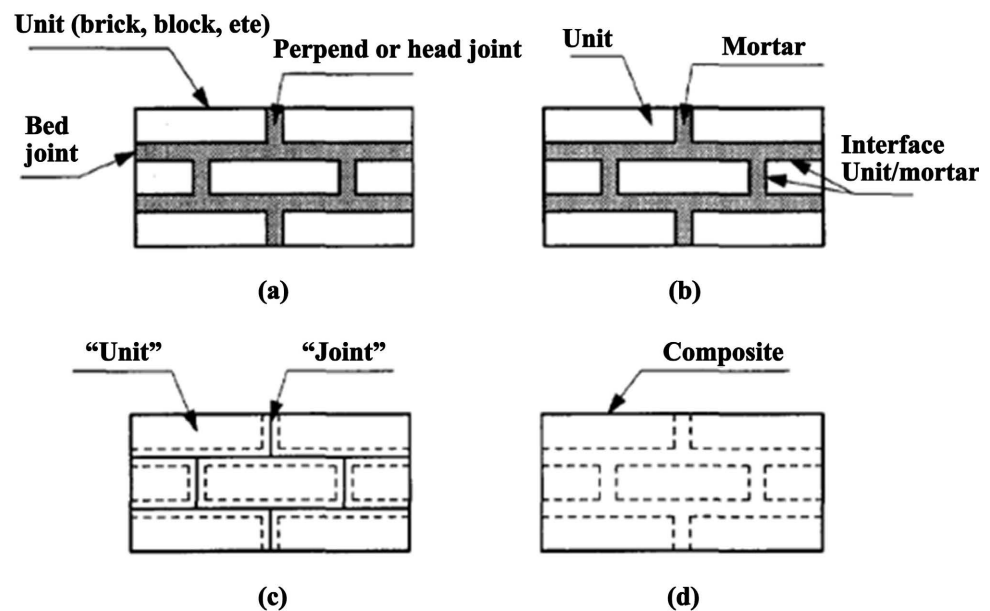 Unit (brick, block, ete)
Perpend or head joint
Bed
joint
(a)
Unit
Mortar
Interface
Unit/mortar
(b)
“Unit”
“Joint”
(c)
Composite
(d)